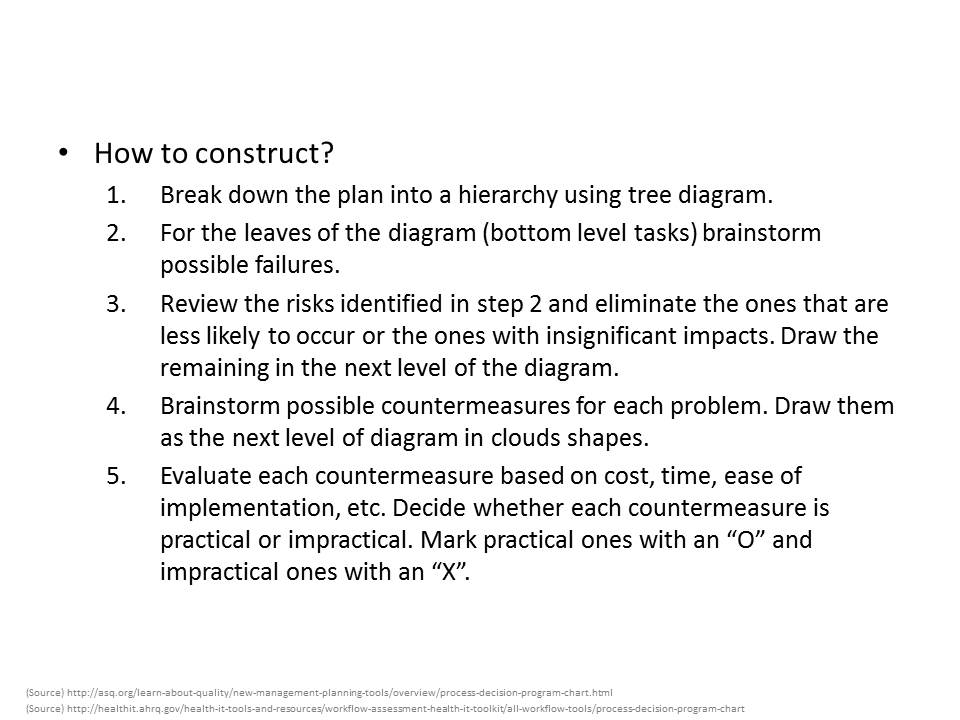 • How to construct?
1. Break down the plan into a hierarchy using tree diagram.
2. For the leaves of the diagram (bottom level tasks) brainstorm
possible failures.
3. Review the risks identified in step 2 and eliminate the ones that are
less likely to occur or the ones with insignificant impacts. Draw the
remaining in the next level of the diagram.
4. Brainstorm possible countermeasures for each problem. Draw them
as the next level of diagram in clouds shapes.
5. Evaluate each countermeasure based on cost, time, ease of
implementation, etc. Decide whether each countermeasure is
practical or impractical. Mark practical ones with an “O” and
impractical ones with an “X”.
(Source) http://asq.org/learn-about-quality/new-management-planning-tools/overview/process-decision-program-chart.html
(Source) http://healthit.ahrq.gov/health-it-tools-and-resources/workflow-assessment-health-it-toolkit/all-workflow-tools/process-decision-program-chart